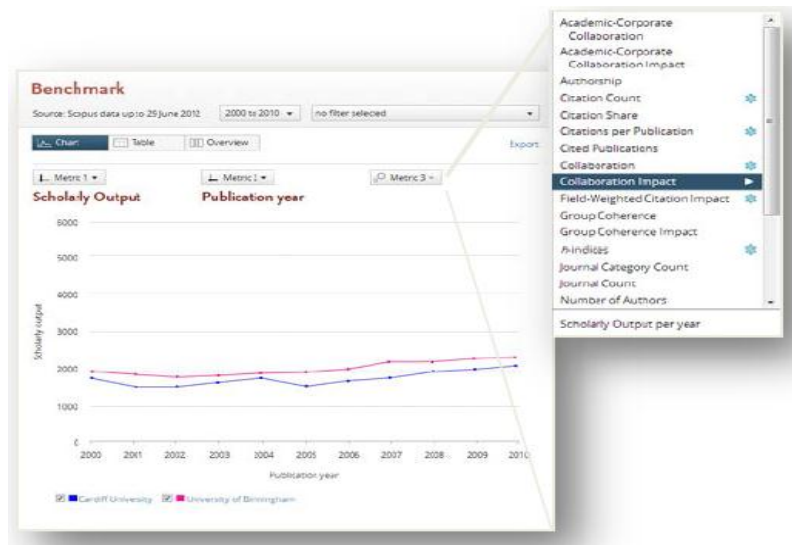 Benchmark
Source: Scopus data up to 29 June 2012
2000 to 2010
no filter selected
Chart
Table
Overview
Export
Metric 1
Metric 2
Metric 3
Scholarly Output
Publication year
6000
5000
4000
3000
2000
1000
0
Scholarly output
2000 2001 2002 2003 2004 2005 2006 2007 2008 2009 2010
Publication year
Cardiff University
University of Birmingham
Academic-Corporate
Collaboration
Academic-Corporate
Collaboration Impact
Authorship
Citation Count
Citation Share
Citations per Publication
Cited Publications
Collaboration
Collaboration Impact
Field-Weighted Citation Impact
Group Coherence
Group Coherence Impact
h-indices
Journal Category Count
Journal Count
Number of Authors
Scholarly Output per year